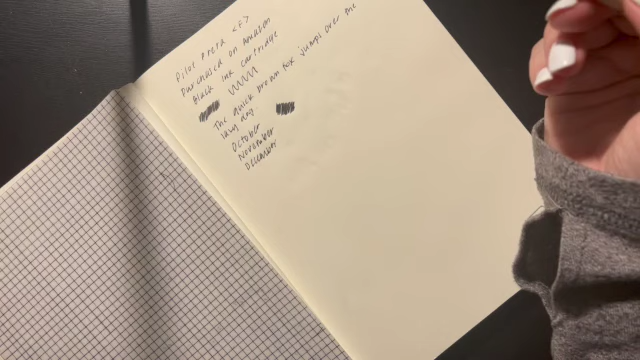 Pilot Prera <F>
Purchased on Amazon
Black ink cartridge
The quick brown fox jumps over the
lazy dog.
October
November
December